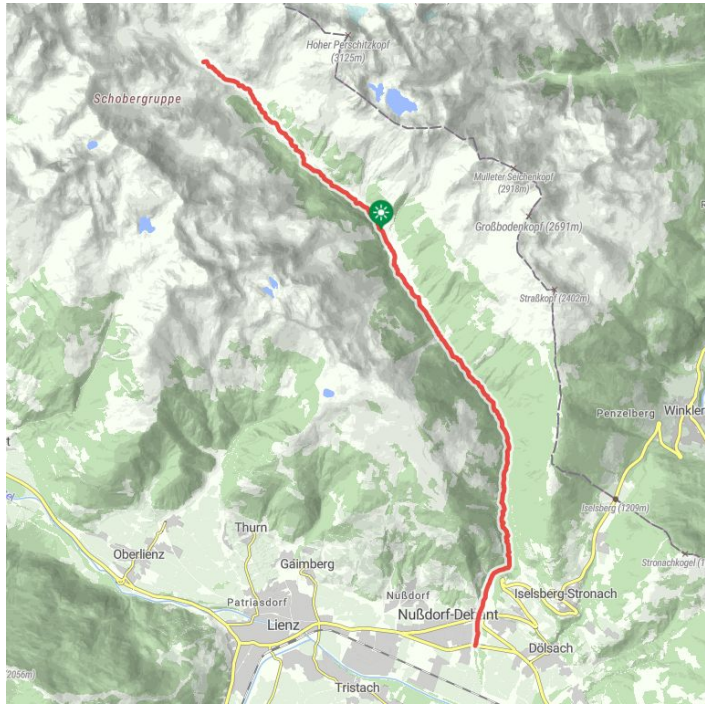 Hoher Perschitzkopf
(3125m)
Schobergruppe
Mulleter Seichenkopf
(2918m)
Großbodenkopf (2691m)
Straßkopf (2402m)
Penzelberg
Winkler
Iselsberg (1209m)
Stronachkogel (1
Thurn
Oberlienz
Gaimberg
Iselsberg-Stronach
Patriasdorf
Nußdorf
Nußdorf-Debant
Lienz
Dölsach
Tristach
2056m)